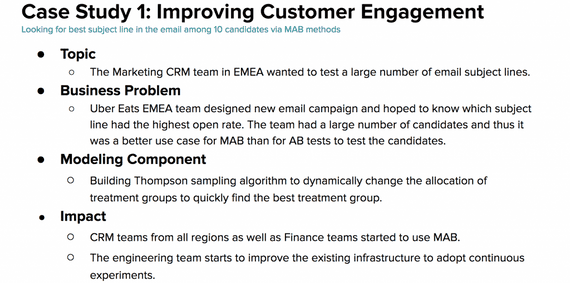 Case Study 1: Improving Customer Engagement
Looking for best subject line in the email among 10 candidates via MAB methods
● Topic
○ The Marketing CRM team in EMEA wanted to test a large number of email subject lines.
● Business Problem
○ Uber Eats EMEA team designed new email campaign and hoped to know which subject
line had the highest open rate. The team had a large number of candidates and thus it
was a better use case for MAB than for AB tests to test the candidates.
● Modeling Component
○ Building Thompson sampling algorithm to dynamically change the allocation of
treatment groups to quickly find the best treatment group.
● Impact
○ CRM teams from all regions as well as Finance teams started to use MAB.
○ The engineering team starts to improve the existing infrastructure to adopt continuous
experiments.